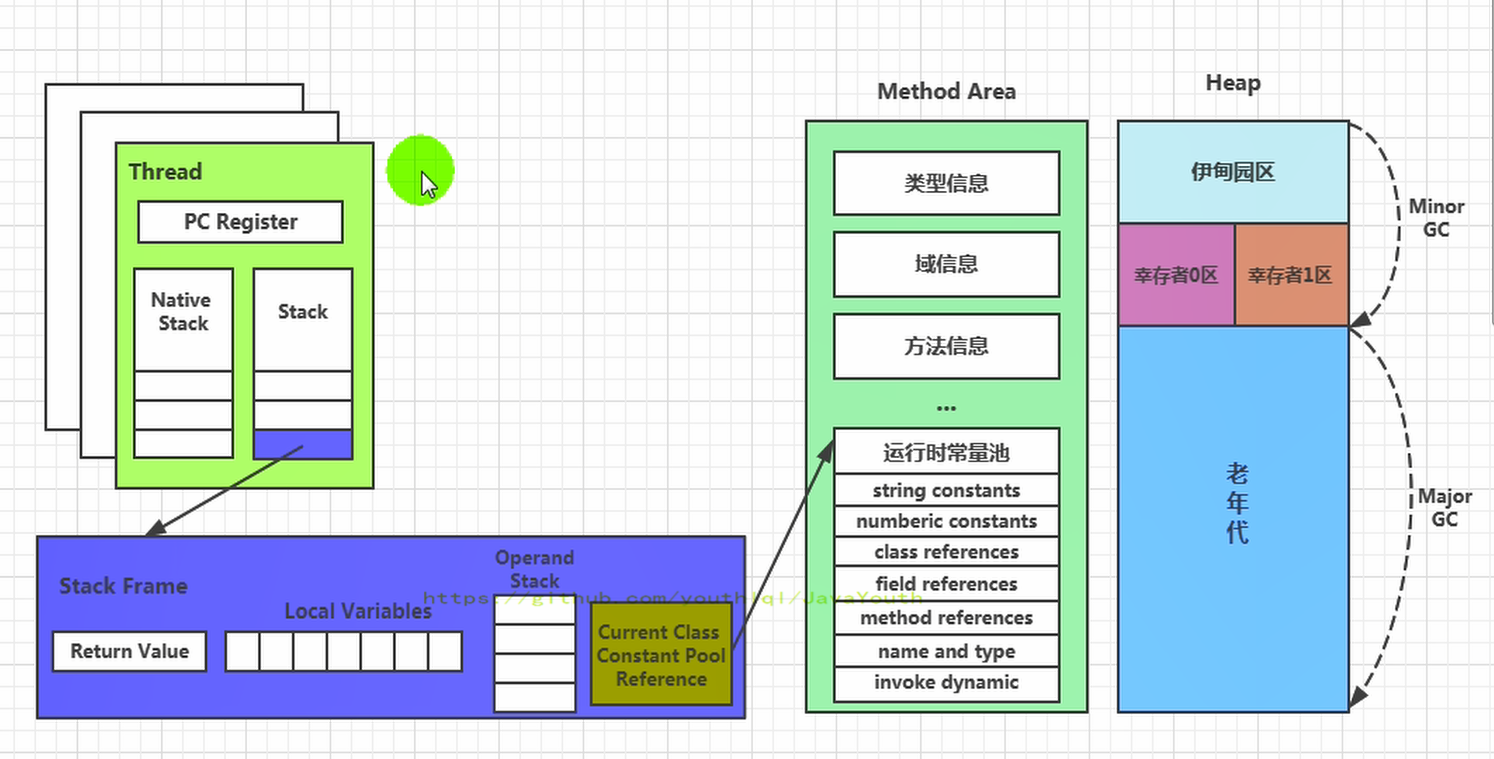 Thread
PC Register
Native
Stack
Stack
Stack Frame
Return Value
Local Variables
Operand
Stack
Current Class
Constant Pool
Reference
https://github.com/youthlql/JavaYouth
Method Area
类型信息
域信息
方法信息
...
运行时常量池
string constants
numberic constants
class references
field references
method references
name and type
invoke dynamic
Heap
伊甸园区
幸存者0区
幸存者1区
老
年
代
Minor
GC
Major
GC